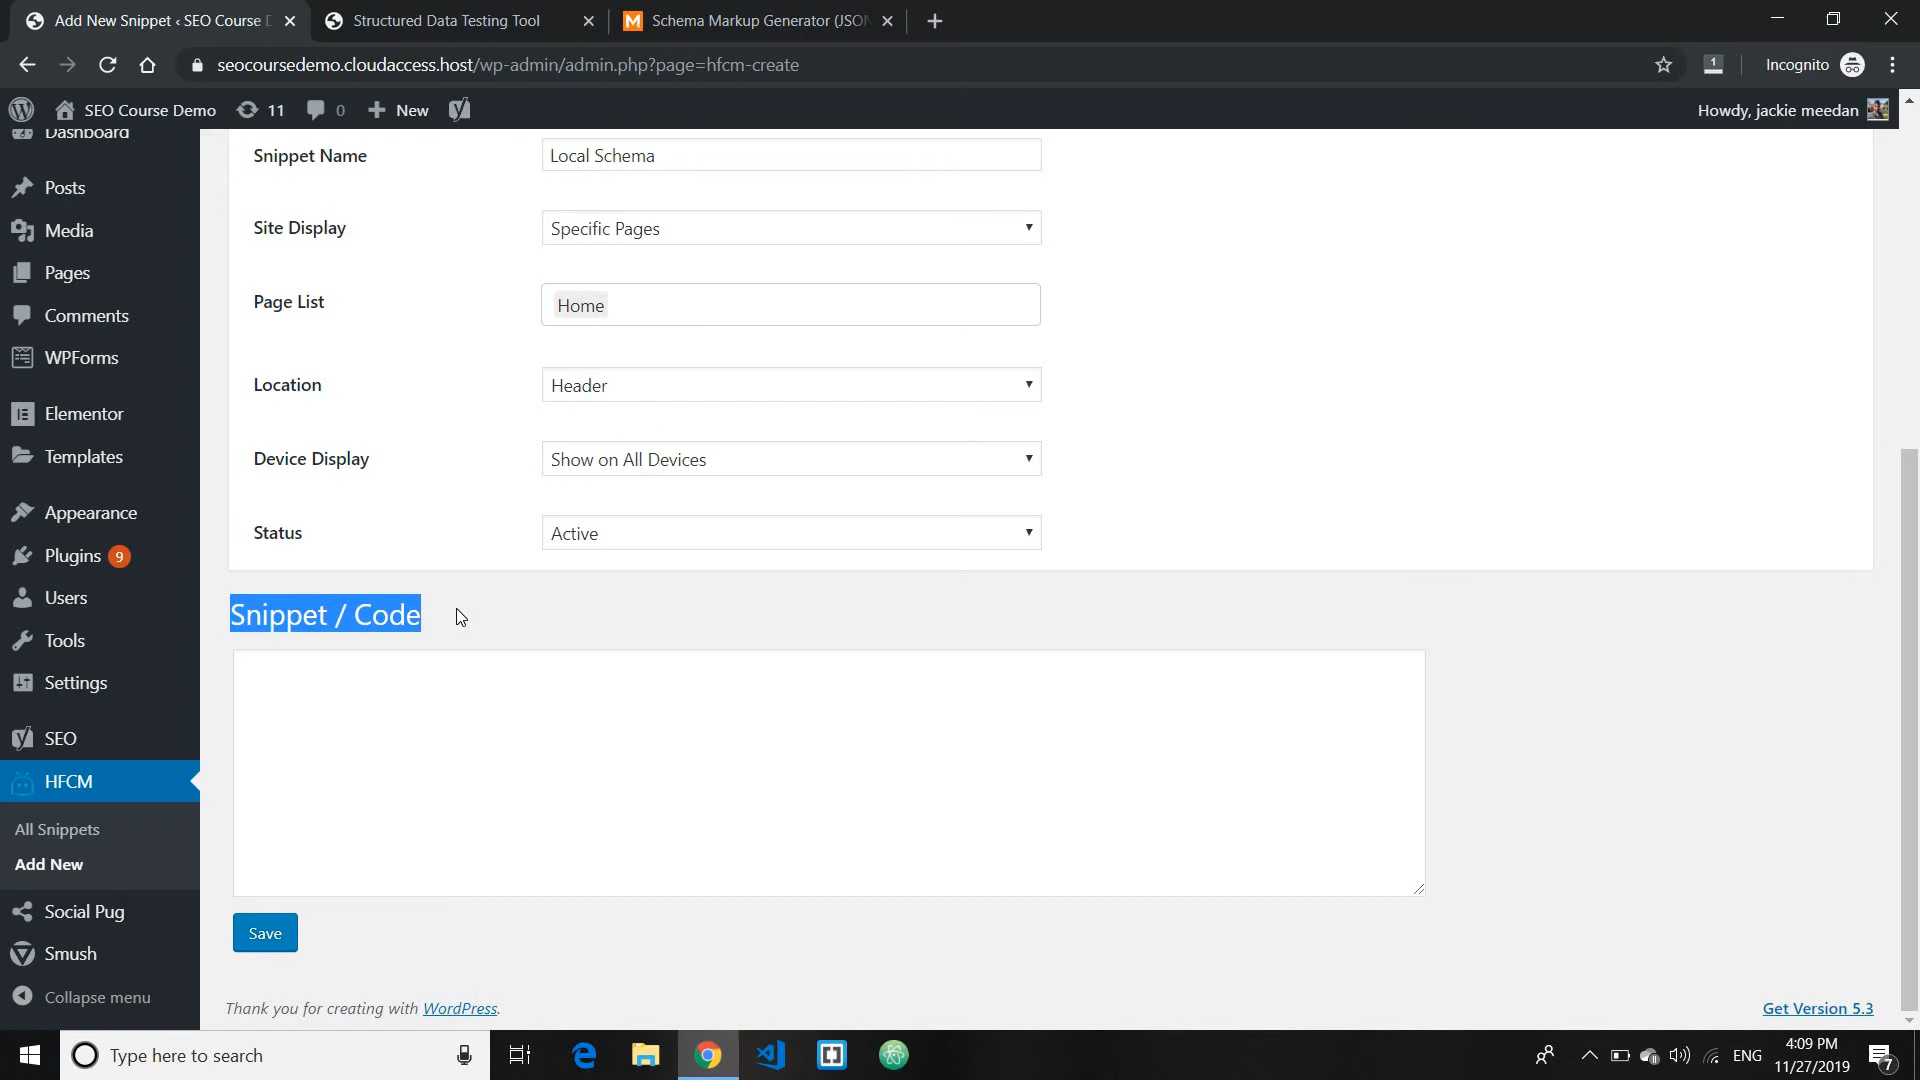 Add New Snippet ‹ SEO Course D
Structured Data Testing Tool
M Schema Markup Generator (JSON
seocoursedemo.cloudaccess.host/wp-admin/admin.php?page=hfcm-create
1
Incognito
SEO Course Demo
11
0
New
Howdy, jackie meedan
Dashboard
Posts
Media
Pages
Comments
WPForms
Elementor
Templates
Appearance
Plugins 9
Users
Tools
Settings
SEO
HFCM
All Snippets
Add New
Social Pug
Smush
Collapse menu
Snippet Name
Local Schema
Site Display
Specific Pages
Page List
Home
Location
Header
Device Display
Show on All Devices
Status
Active
Snippet / Code
Save
Thank you for creating with WordPress.
Get Version 5.3
Type here to search
ENG
4:09 PM
11/27/2019
7